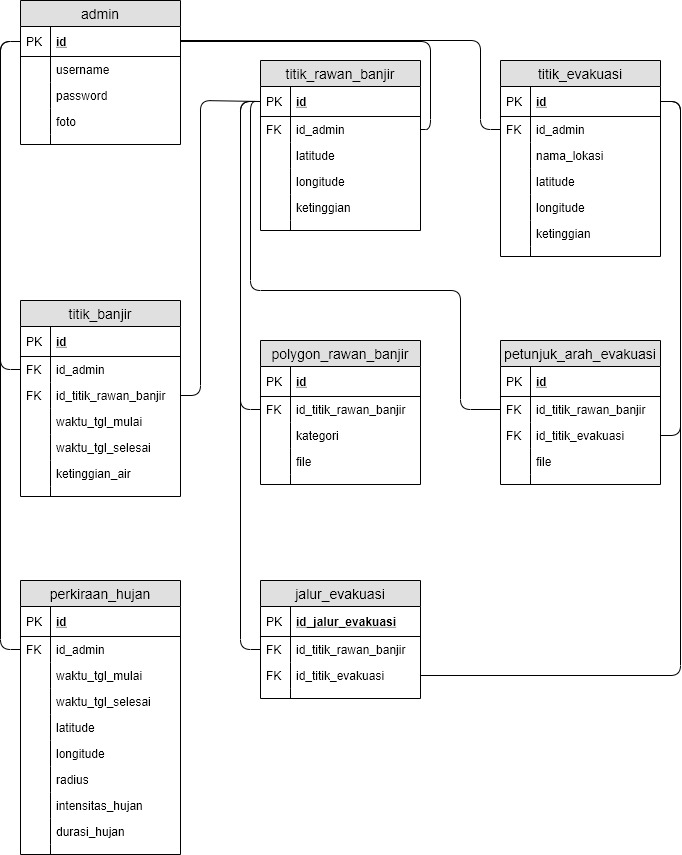 admin
PK id
username
password
foto
titik_rawan_banjir
PK id
FK id_admin
latitude
longitude
ketinggian
titik_evakuasi
PK id
FK id_admin
nama_lokasi
latitude
longitude
ketinggian
titik_banjir
PK id
FK id_admin
FK id_titik_rawan_banjir
waktu_tgl_mulai
waktu_tgl_selesai
ketinggian_air
polygon_rawan_banjir
PK id
FK id_titik_rawan_banjir
kategori
file
petunjuk_arah_evakuasi
PK id
FK id_titik_rawan_banjir
FK id_titik_evakuasi
file
perkiraan_hujan
PK id
FK id_admin
waktu_tgl_mulai
waktu_tgl_selesai
latitude
longitude
radius
intensitas_hujan
durasi_hujan
jalur_evakuasi
PK id_jalur_evakuasi
FK id_titik_rawan_banjir
FK id_titik_evakuasi